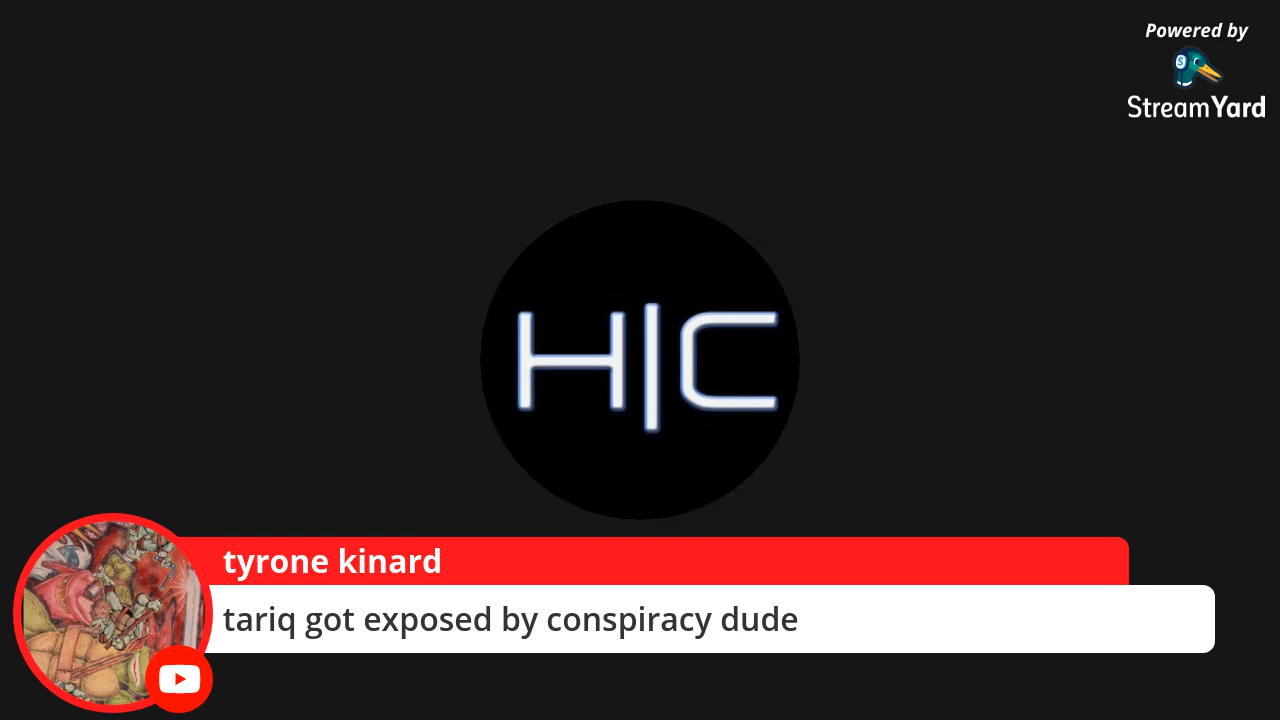 Powered by
StreamYard
H|C
tyrone kinard
tariq got exposed by conspiracy dude